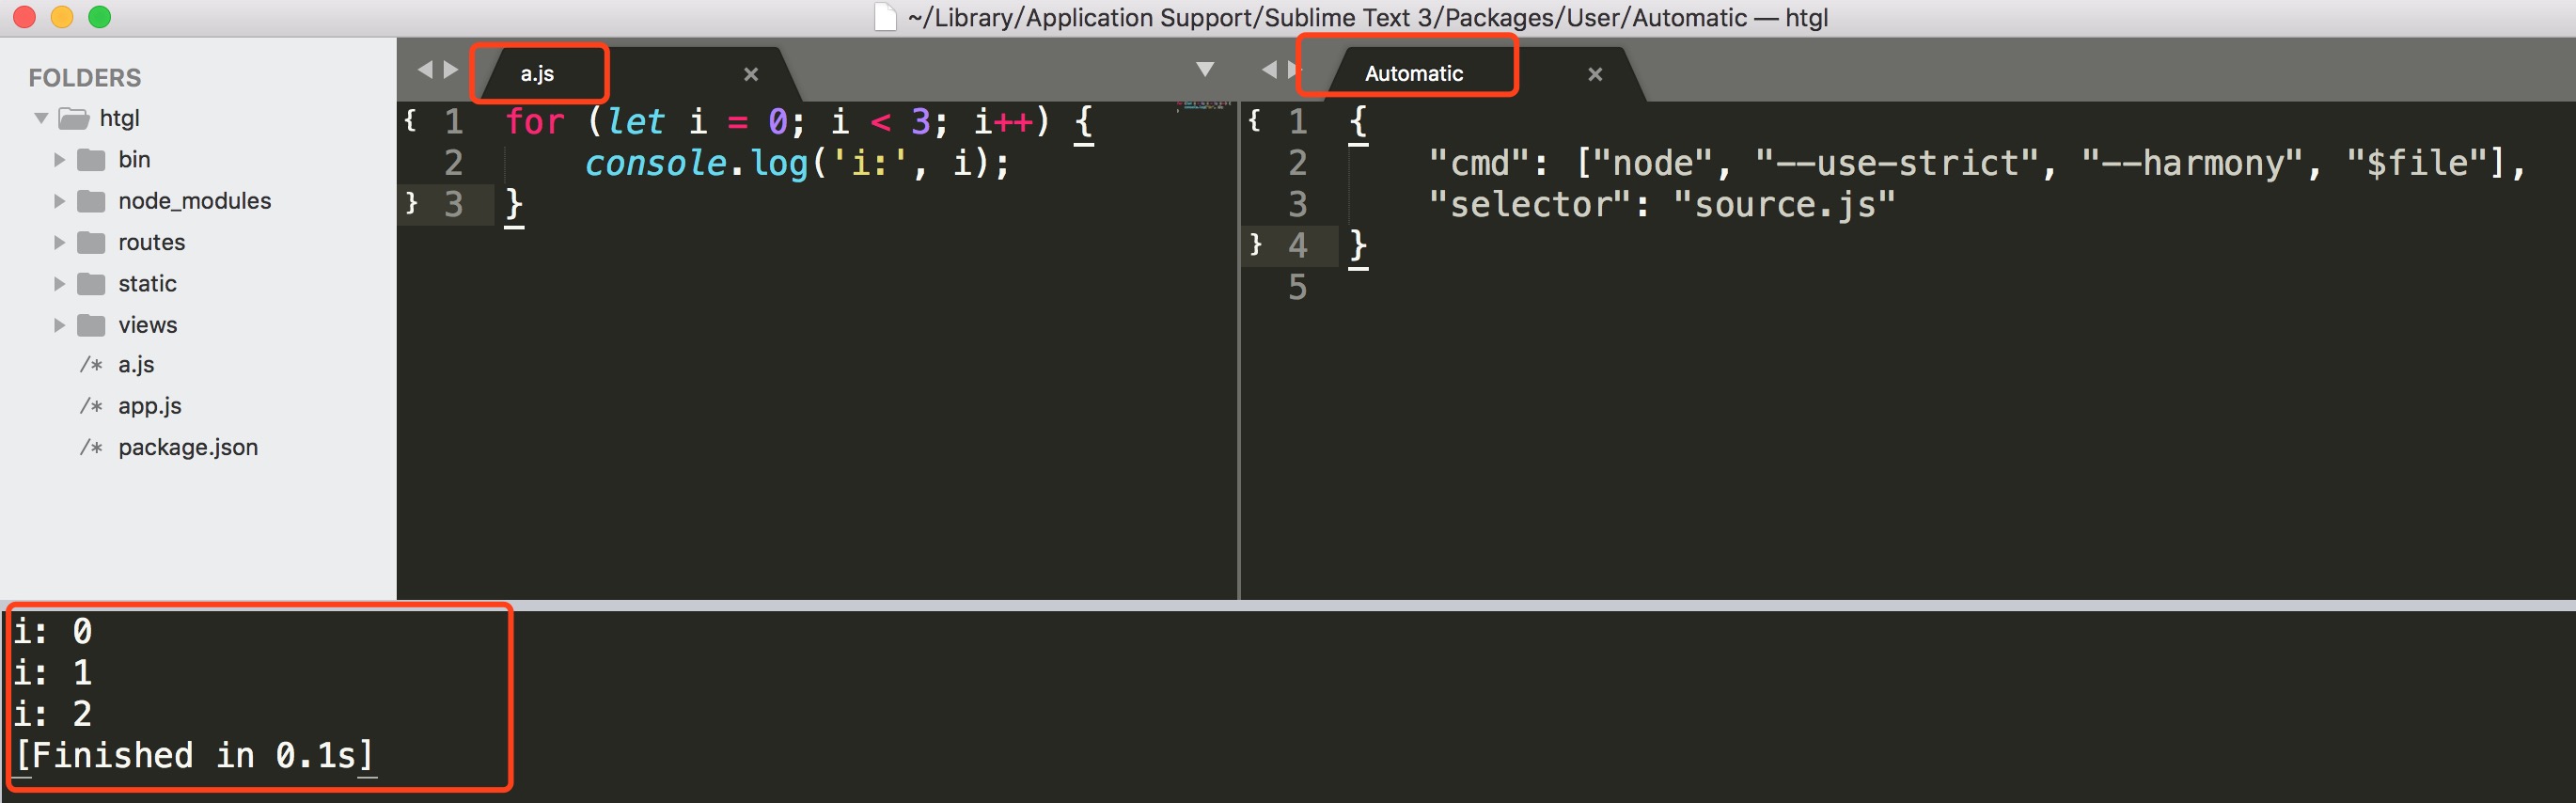 ~/Library/Application Support/Sublime Text 3/Packages/User/Automatic — htgl
FOLDERS
htgl
bin
node_modules
routes
static
views
/* a.js
/* app.js
/* package.json
a.js ×
{ 1 for (let i = 0; i < 3; i++) {
2     console.log('i:', i);
} 3 }
Automatic ×
{ 1 {
2     "cmd": ["node", "--use-strict", "--harmony", "$file"],
3     "selector": "source.js"
} 4 }
5
i: 0
i: 1
i: 2
[Finished in 0.1s]